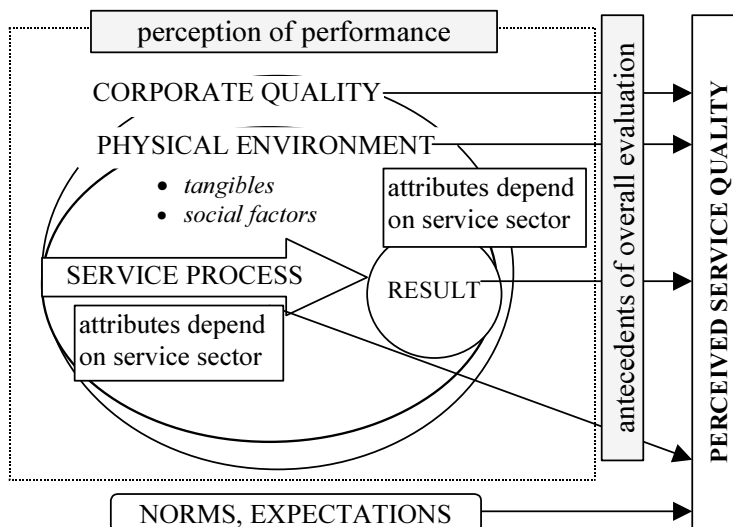 perception of performance
CORPORATE QUALITY
PHYSICAL ENVIRONMENT
• tangibles
• social factors
attributes depend
on service sector
SERVICE PROCESS
RESULT
attributes depend
on service sector
NORMS, EXPECTATIONS
antecedents of overall evaluation
PERCEIVED SERVICE QUALITY